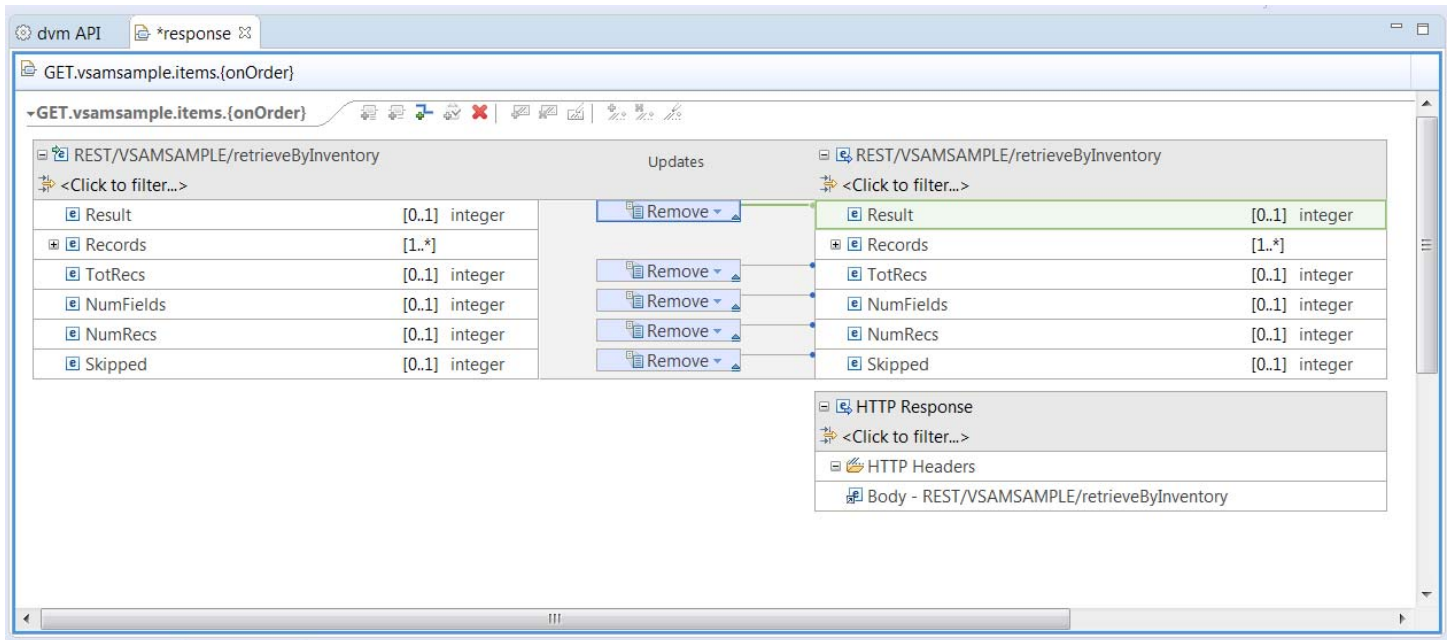 dvm API *response
GET.vsamsample.items.{onOrder}
GET.vsamsample.items.{onOrder}
REST/VSAMSAMPLE/retrieveByInventory Updates REST/VSAMSAMPLE/retrieveByInventory
<Click to filter...> <Click to filter...>
Result [0..1] integer Remove Result [0..1] integer
Records [1..*] Records [1..*]
TotRecs [0..1] integer Remove TotRecs [0..1] integer
NumFields [0..1] integer Remove NumFields [0..1] integer
NumRecs [0..1] integer Remove NumRecs [0..1] integer
Skipped [0..1] integer Remove Skipped [0..1] integer
HTTP Response
<Click to filter...>
HTTP Headers
Body - REST/VSAMSAMPLE/retrieveByInventory